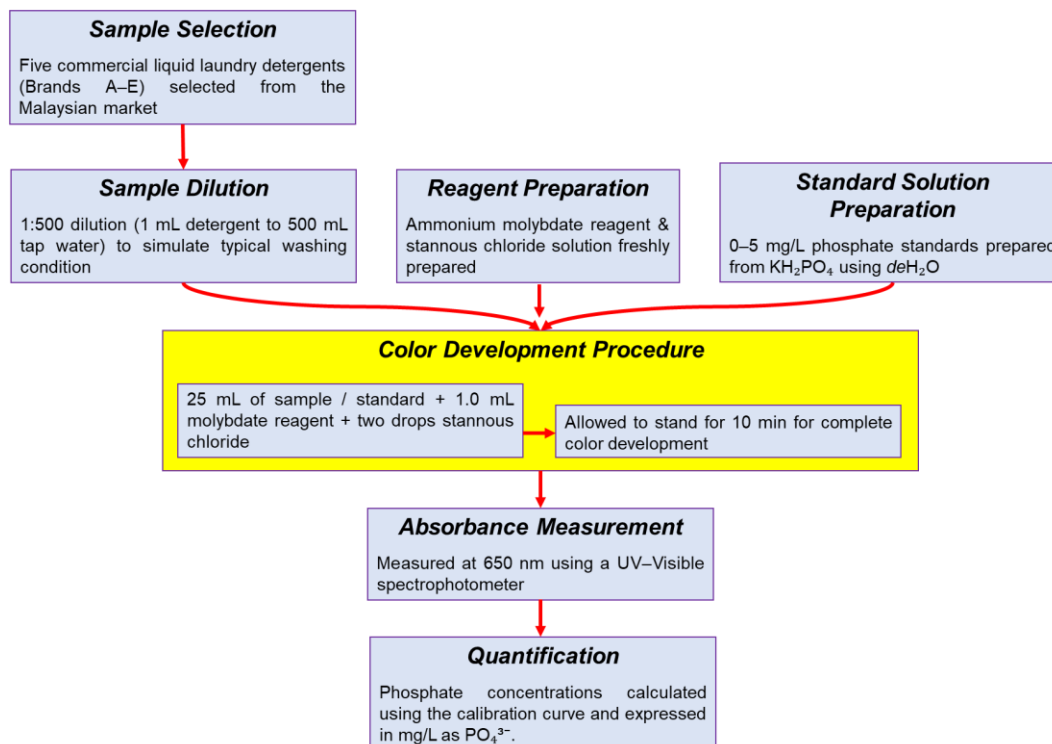 Sample Selection
Five commercial liquid laundry detergents
(Brands A–E) selected from the
Malaysian market
Sample Dilution
1:500 dilution (1 mL detergent to 500 mL
tap water) to simulate typical washing
condition
Reagent Preparation
Ammonium molybdate reagent &
stannous chloride solution freshly
prepared
Standard Solution
Preparation
0–5 mg/L phosphate standards prepared
from KH₂PO₄ using deH₂O
Color Development Procedure
25 mL of sample / standard + 1.0 mL
molybdate reagent + two drops stannous
chloride
Allowed to stand for 10 min for complete
color development
Absorbance Measurement
Measured at 650 nm using a UV–Visible
spectrophotometer
Quantification
Phosphate concentrations calculated
using the calibration curve and expressed
in mg/L as PO₄³⁻.